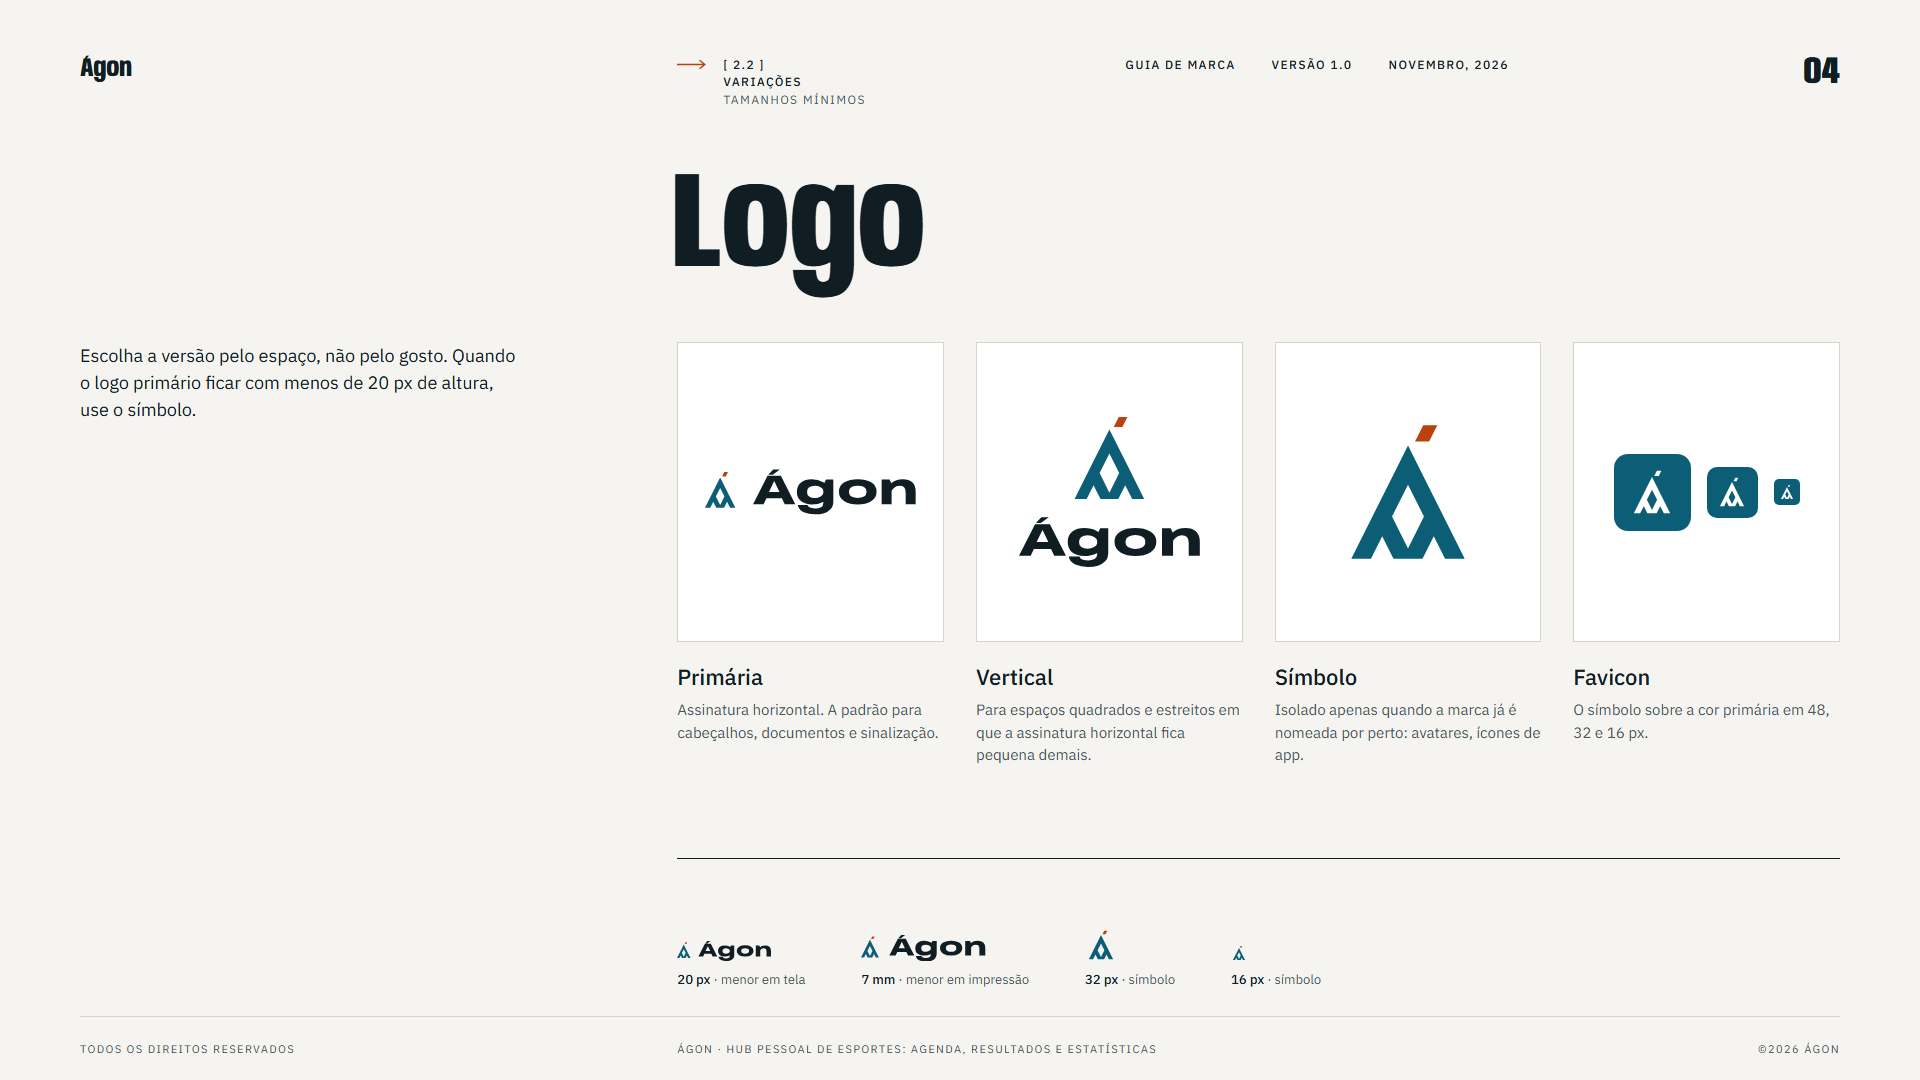 Ágon
[ 2.2 ]
VARIAÇÕES
TAMANHOS MÍNIMOS
GUIA DE MARCA
VERSÃO 1.0
NOVEMBRO, 2026
04
Logo
Escolha a versão pelo espaço, não pelo gosto. Quando
o logo primário ficar com menos de 20 px de altura,
use o símbolo.
Ágon
Ágon
Primária
Assinatura horizontal. A padrão para
cabeçalhos, documentos e sinalização.
Vertical
Para espaços quadrados e estreitos em
que a assinatura horizontal fica
pequena demais.
Símbolo
Isolado apenas quando a marca já é
nomeada por perto: avatares, ícones de
app.
Favicon
O símbolo sobre a cor primária em 48,
32 e 16 px.
Ágon
20 px · menor em tela
Ágon
7 mm · menor em impressão
32 px · símbolo
16 px · símbolo
TODOS OS DIREITOS RESERVADOS
ÁGON · HUB PESSOAL DE ESPORTES: AGENDA, RESULTADOS E ESTATÍSTICAS
©2026 ÁGON